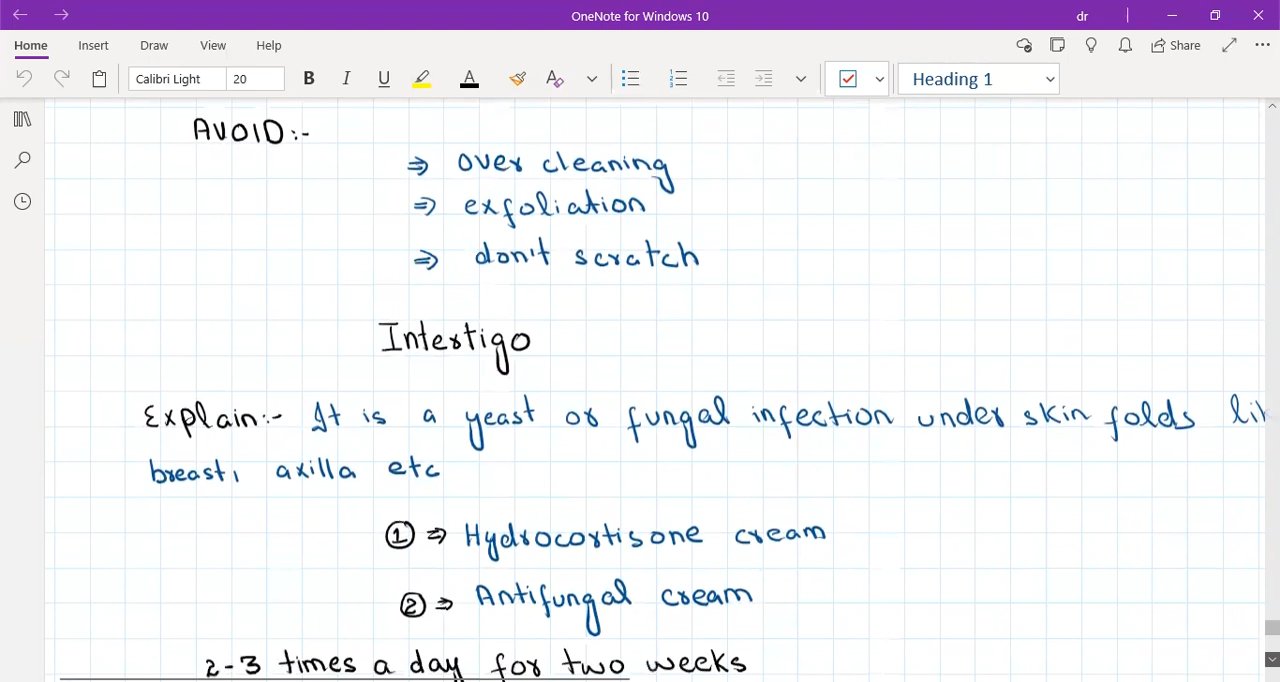 OneNote for Windows 10
dr
Home Insert Draw View Help
Share
Calibri Light 20 B I U A A Heading 1
AVOID:-
⇒ over cleaning
⇒ exfoliation
⇒ don't scratch
Intertigo
Explain:- It is a yeast or fungal infection under skin folds lik
breast, axilla etc
① ⇒ Hydrocortisone cream
② ⇒ Antifungal cream
2-3 times a day for two weeks